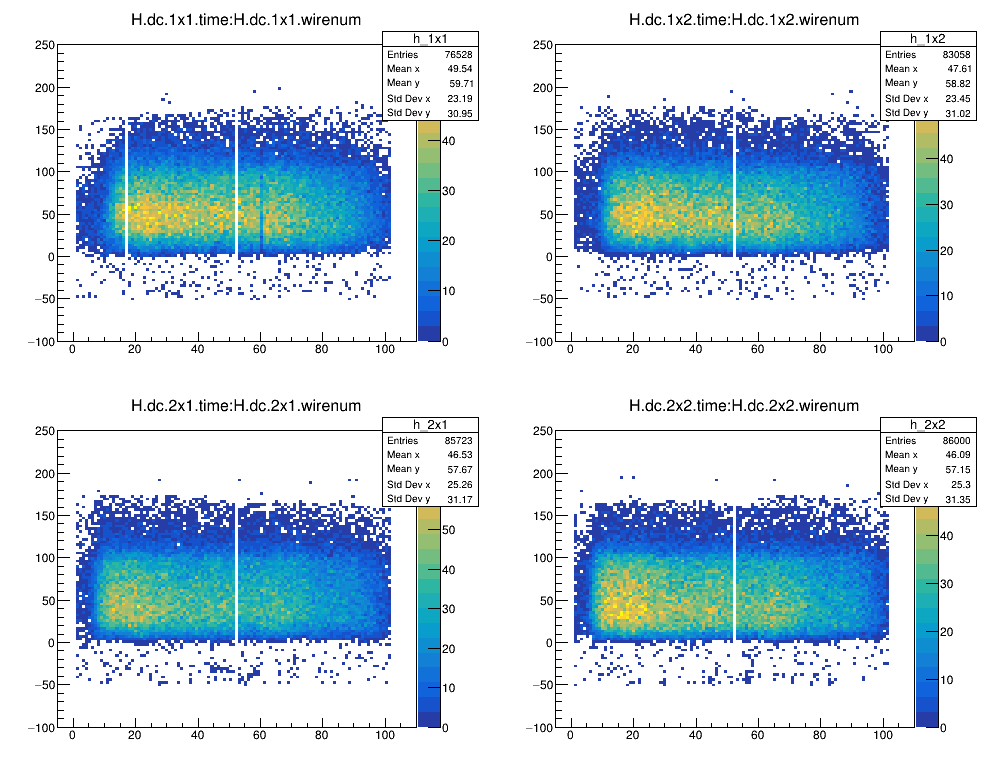 H.dc.1x1.time:H.dc.1x1.wirenum
h_1x1
Entries 76528
Mean x 49.54
Mean y 59.71
Std Dev x 23.19
Std Dev y 30.95
250
200
150
100
50
0
−50
−100
0 20 40 60 80 100
40
30
20
10
0
H.dc.1x2.time:H.dc.1x2.wirenum
h_1x2
Entries 83058
Mean x 47.61
Mean y 58.82
Std Dev x 23.45
Std Dev y 31.02
250
200
150
100
50
0
−50
−100
0 20 40 60 80 100
40
30
20
10
0
H.dc.2x1.time:H.dc.2x1.wirenum
h_2x1
Entries 85723
Mean x 46.53
Mean y 57.67
Std Dev x 25.26
Std Dev y 31.17
250
200
150
100
50
0
−50
−100
0 20 40 60 80 100
50
40
30
20
10
0
H.dc.2x2.time:H.dc.2x2.wirenum
h_2x2
Entries 86000
Mean x 46.09
Mean y 57.15
Std Dev x 25.3
Std Dev y 31.35
250
200
150
100
50
0
−50
−100
0 20 40 60 80 100
40
30
20
10
0